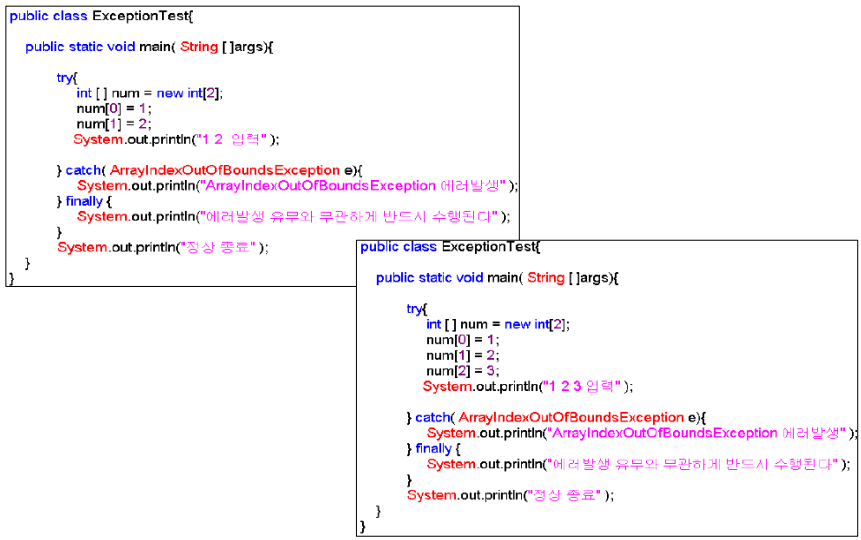 public class ExceptionTest{
public static void main( String [ ]args){
try{
int [ ] num = new int[2];
num[0] = 1;
num[1] = 2;
System.out.println("1 2 입력" );
} catch( ArrayIndexOutOfBoundsException e){
System.out.println("ArrayIndexOutOfBoundsException 에러발생" );
} finally {
System.out.println("에러발생 유무와 무관하게 반드시 수행된다" );
}
System.out.println("정상 종료" );
}
}
public class ExceptionTest{
public static void main( String [ ]args){
try{
int [ ] num = new int[2];
num[0] = 1;
num[1] = 2;
num[2] = 3;
System.out.println("1 2 3 입력" );
} catch( ArrayIndexOutOfBoundsException e){
System.out.println("ArrayIndexOutOfBoundsException 에러발생" );
} finally {
System.out.println("에러발생 유무와 무관하게 반드시 수행된다" );
}
System.out.println("정상 종료" );
}
}